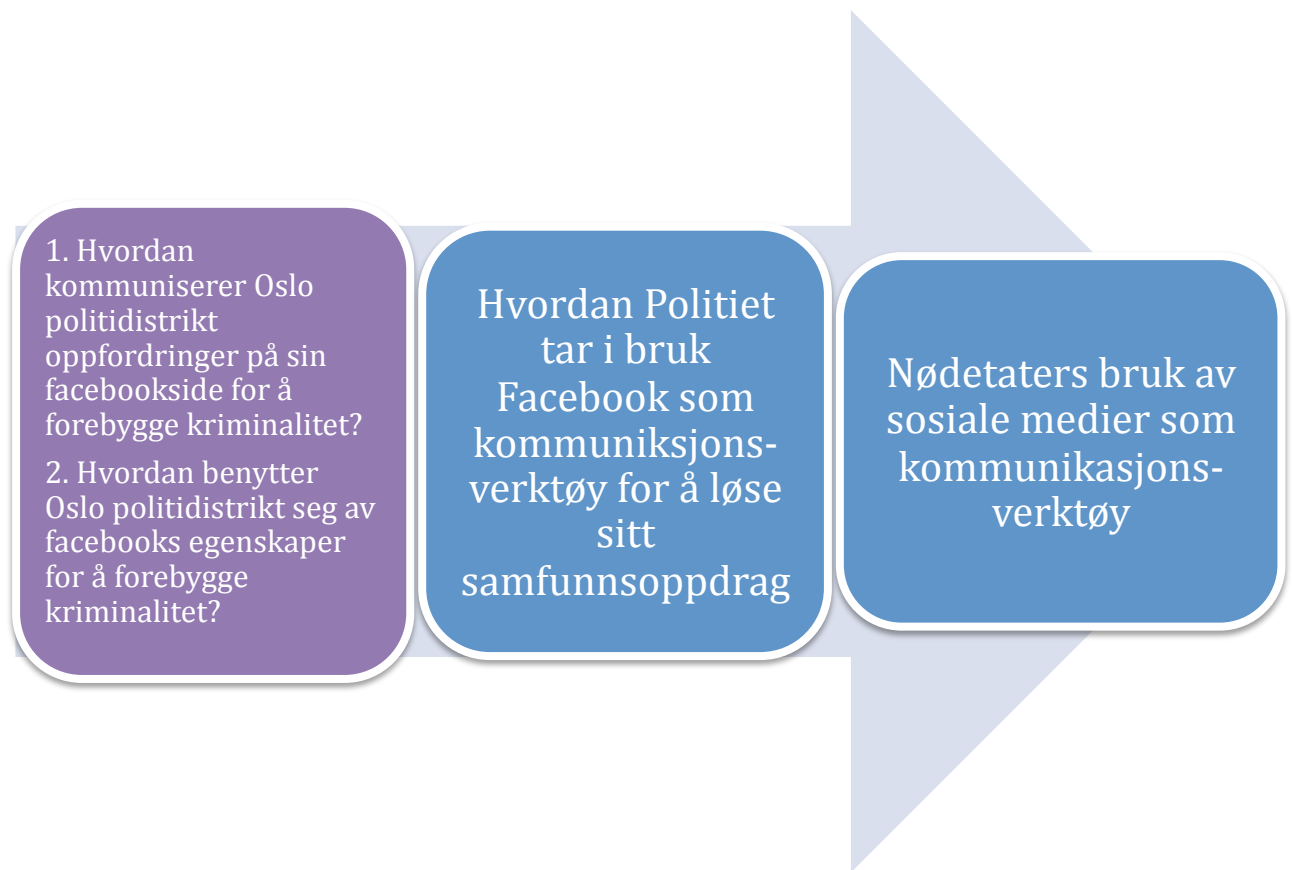 1. Hvordan
kommuniserer Oslo
politidistrikt
oppfordringer på sin
facebookside for å
forebygge kriminalitet?
2. Hvordan benytter
Oslo politidistrikt seg av
facebooks egenskaper
for å forebygge
kriminalitet?
Hvordan Politiet
tar i bruk
Facebook som
kommuniksjons-
verktøy for å løse
sitt
samfunnsoppdrag
Nødetaters bruk av
sosiale medier som
kommunikasjons-
verktøy